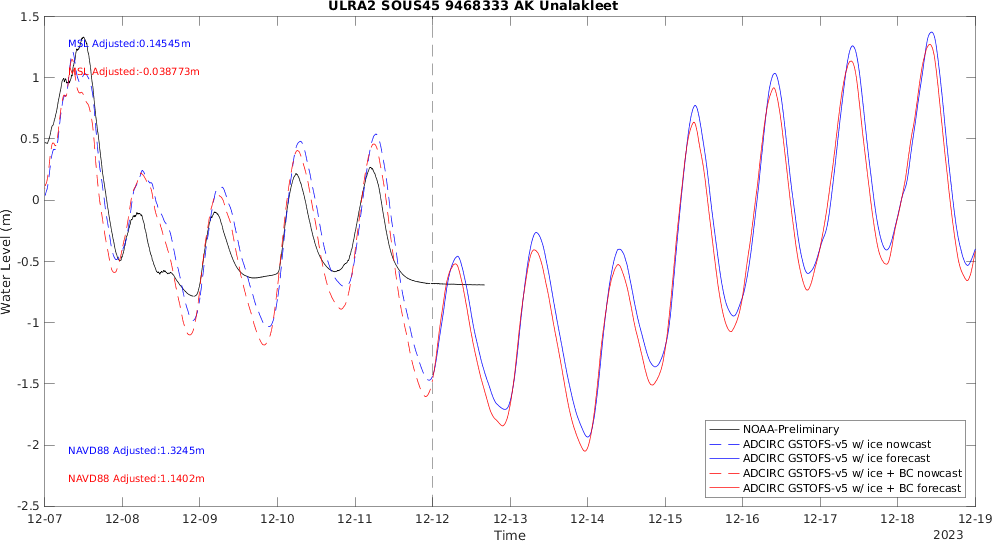 ULRA2 SOUS45 9468333 AK Unalakleet
1.5
1
0.5
0
-0.5
-1
-1.5
-2
-2.5
Water Level (m)
MSL Adjusted:0.14545m
MSL Adjusted:-0.038773m
NAVD88 Adjusted:1.3245m
NAVD88 Adjusted:1.1402m
NOAA-Preliminary
ADCIRC GSTOFS-v5 w/ ice nowcast
ADCIRC GSTOFS-v5 w/ ice forecast
ADCIRC GSTOFS-v5 w/ ice + BC nowcast
ADCIRC GSTOFS-v5 w/ ice + BC forecast
12-07 12-08 12-09 12-10 12-11 12-12 12-13 12-14 12-15 12-16 12-17 12-18 12-19
Time
2023